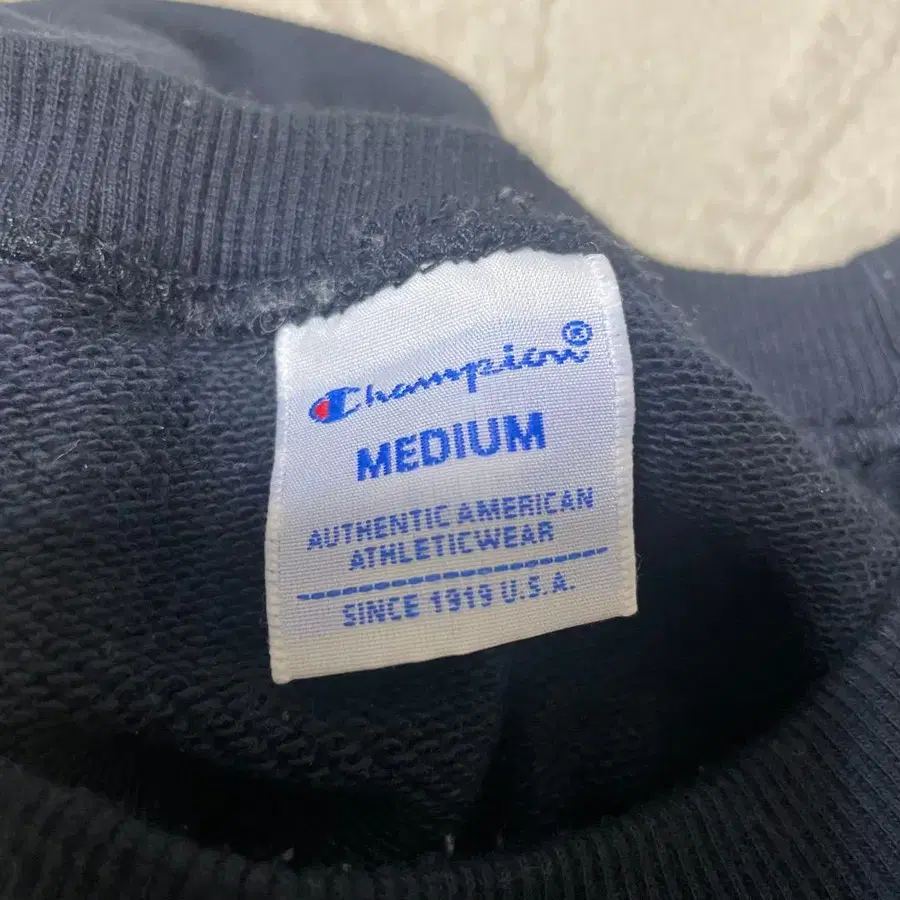 Champion®
MEDIUM
AUTHENTIC AMERICAN
ATHLETICWEAR
SINCE 1919 U.S.A.